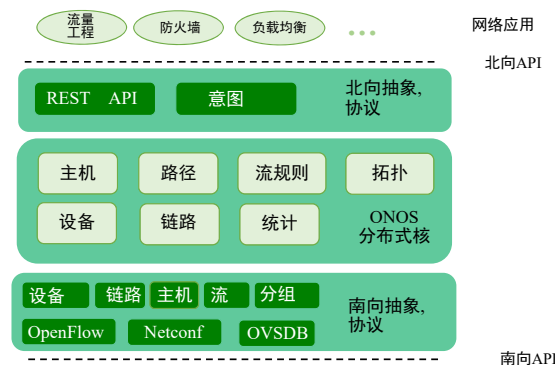 流量
工程
防火墙
负载均衡
网络应用
北向API
REST API
意图
北向抽象,
协议
主机
路径
流规则
拓扑
设备
链路
统计
ONOS
分布式核
设备
链路
主机
流
分组
南向抽象,
协议
OpenFlow
Netconf
OVSDB
南向API